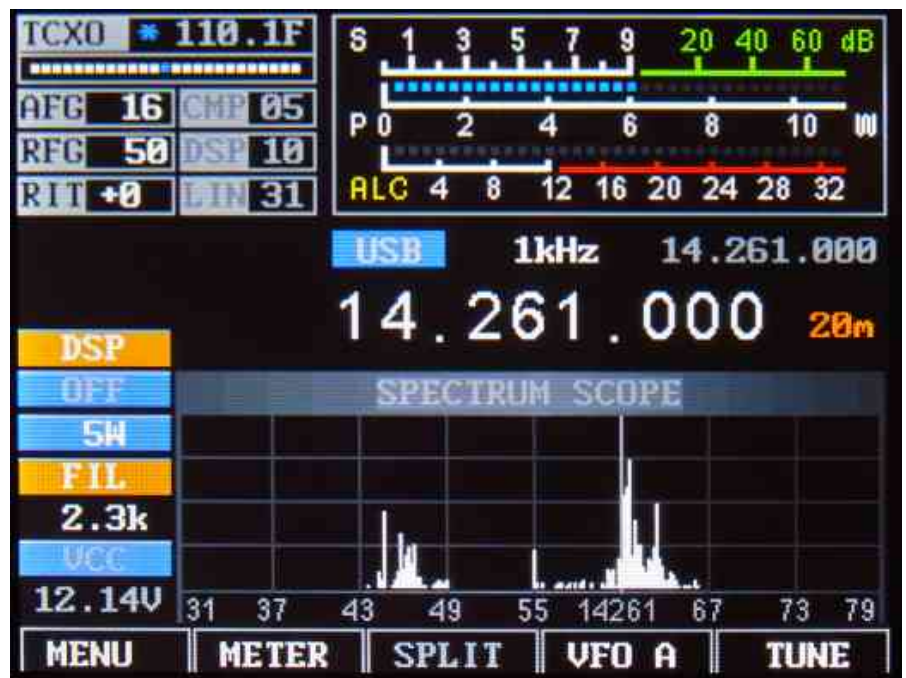 TCXO * 110.1F
AFG 16 CMP 05
RFG 50 DSP 10
RIT +0 LIN 31
S 1 3 5 7 9 20 40 60 dB
P 0 2 4 6 8 10 W
ALC 4 8 12 16 20 24 28 32
USB 1kHz 14.261.000
14.261.000 20m
DSP
OFF
5W
FIL
2.3k
VCC
12.14V
SPECTRUM SCOPE
31 37 43 49 55 14261 67 73 79
MENU METER SPLIT VFO A TUNE